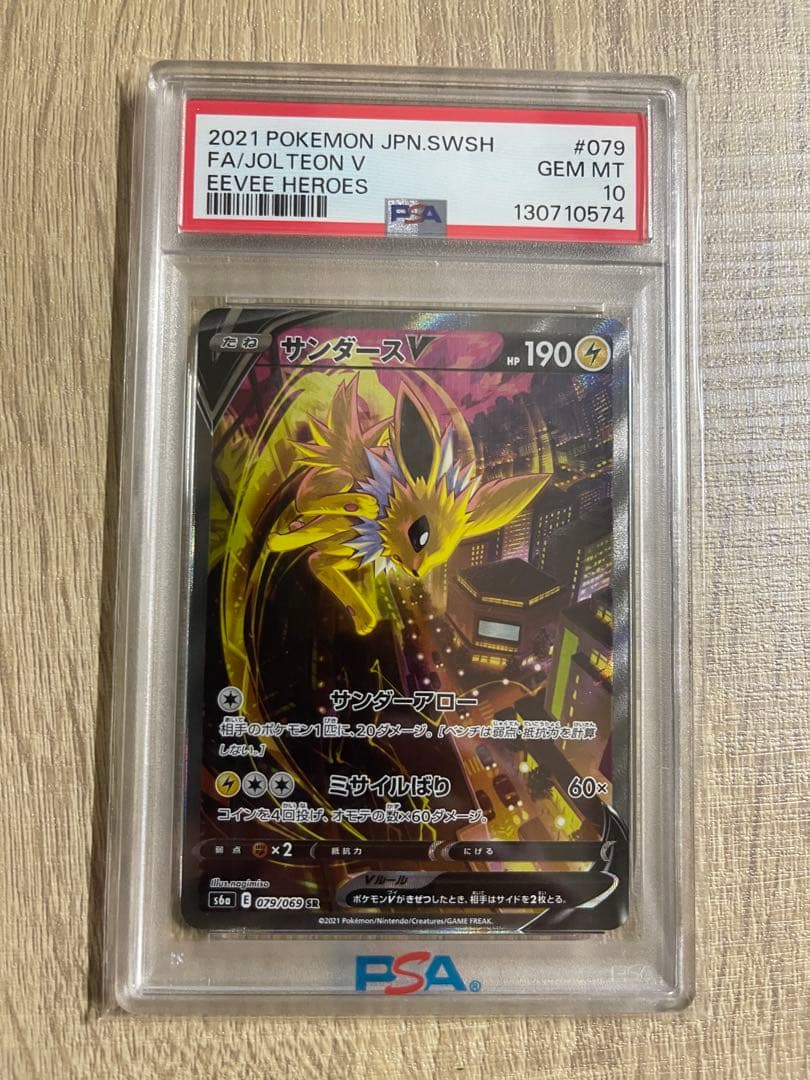 2021 POKEMON JPN.SWSH #079
FA/JOLTEON V GEM MT
EEVEE HEROES 10
130710574
PSA
たね サンダースV HP 190
サンダーアロー
相手のポケモン1匹に、20ダメージ。[ベンチは弱点・抵抗力を計算
しない。]
ミサイルばり 60×
コインを4回投げ、オモテの数×60ダメージ。
弱点 ×2 抵抗力 にげる
Vルール
ポケモンVがきぜつしたとき、相手はサイドを2枚とる。
Illus. nagimiso
s6a E 079/069 SR
©2021 Pokémon/Nintendo/Creatures/GAME FREAK.
PSA®